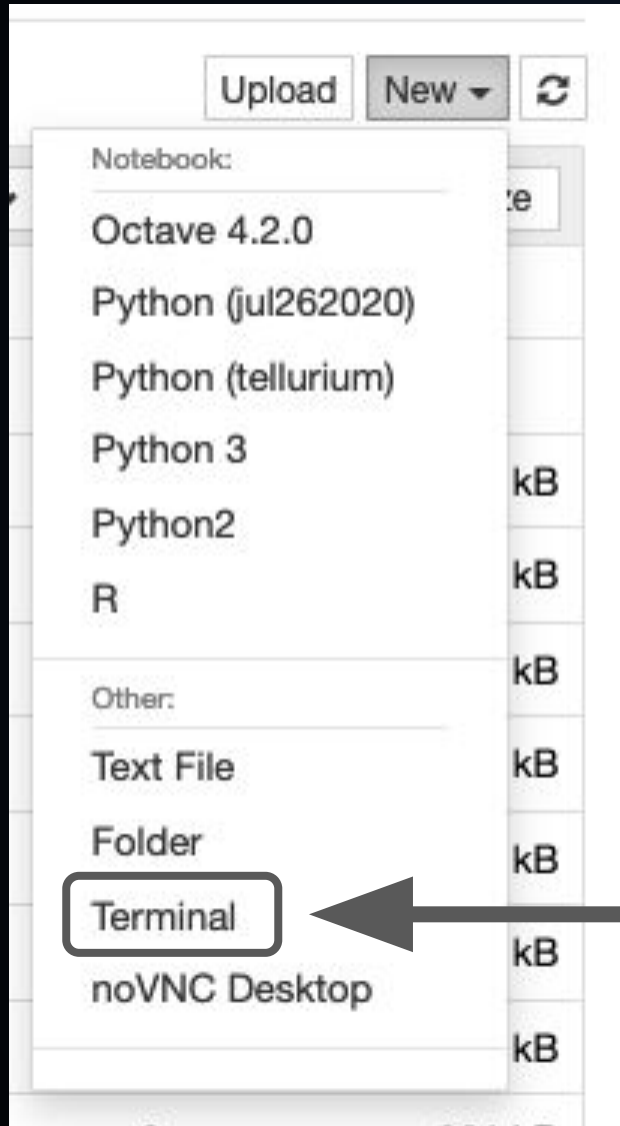 Upload New
Notebook:
Octave 4.2.0
Python (jul262020)
Python (tellurium)
Python 3
kB
Python2
kB
R
kB
Other:
Text File
kB
Folder
kB
Terminal
kB
noVNC Desktop
kB